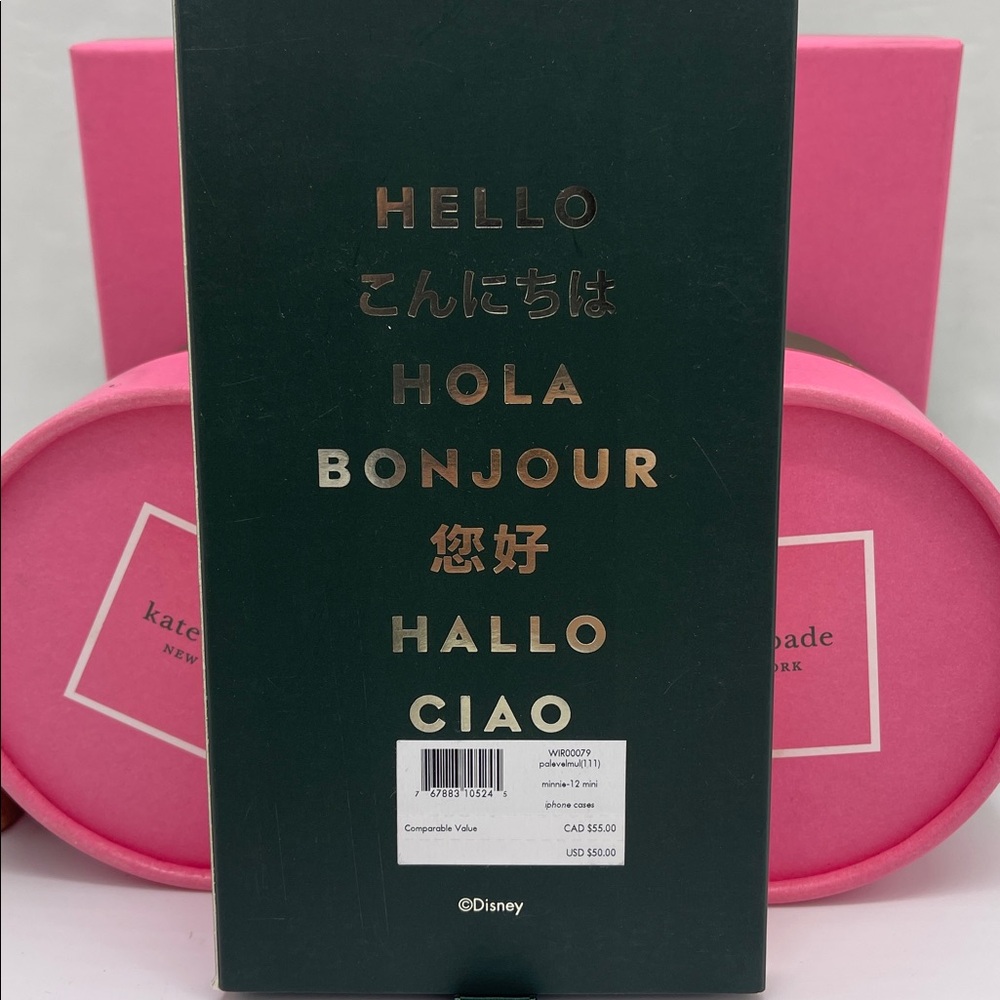 HELLO
こんにちは
HOLA
BONJOUR
您好
HALLO
CIAO
WIR00079
palevelmul(111)
minnie-12 mini
7 67883 10524 5
iphone cases
Comparable Value CAD $55.00
USD $50.00
©Disney
kate
NEW
pade
ORK